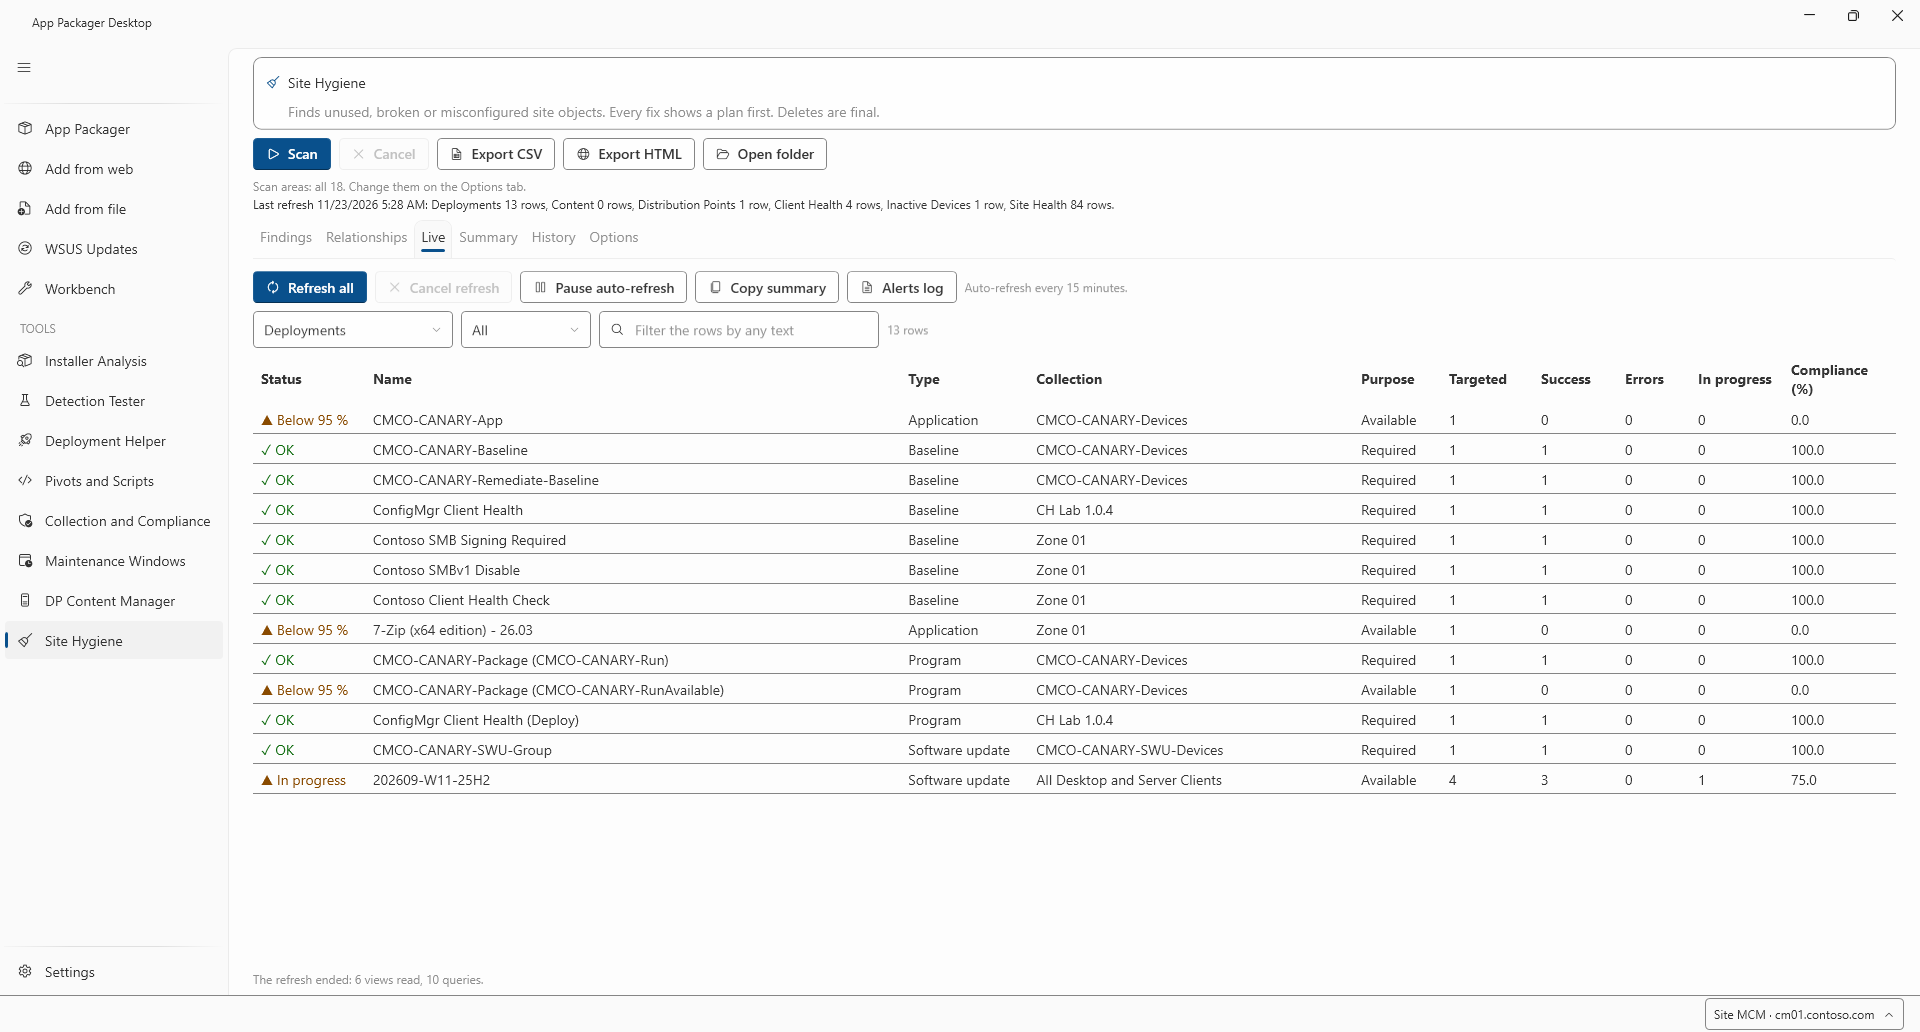 App Packager Desktop
App Packager
Add from web
Add from file
WSUS Updates
Workbench
TOOLS
Installer Analysis
Detection Tester
Deployment Helper
Pivots and Scripts
Collection and Compliance
Maintenance Windows
DP Content Manager
Site Hygiene
Settings
Site Hygiene
Finds unused, broken or misconfigured site objects. Every fix shows a plan first. Deletes are final.
Scan Cancel Export CSV Export HTML Open folder
Scan areas: all 18. Change them on the Options tab.
Last refresh 11/23/2026 5:28 AM: Deployments 13 rows, Content 0 rows, Distribution Points 1 row, Client Health 4 rows, Inactive Devices 1 row, Site Health 84 rows.
Findings Relationships Live Summary History Options
Refresh all Cancel refresh Pause auto-refresh Copy summary Alerts log Auto-refresh every 15 minutes.
Deployments All Filter the rows by any text 13 rows
Status Name Type Collection Purpose Targeted Success Errors In progress Compliance (%)
▲ Below 95 % CMCO-CANARY-App Application CMCO-CANARY-Devices Available 1 0 0 0 0.0
✓ OK CMCO-CANARY-Baseline Baseline CMCO-CANARY-Devices Required 1 1 0 0 100.0
✓ OK CMCO-CANARY-Remediate-Baseline Baseline CMCO-CANARY-Devices Required 1 1 0 0 100.0
✓ OK ConfigMgr Client Health Baseline CH Lab 1.0.4 Required 1 1 0 0 100.0
✓ OK Contoso SMB Signing Required Baseline Zone 01 Required 1 1 0 0 100.0
✓ OK Contoso SMBv1 Disable Baseline Zone 01 Required 1 1 0 0 100.0
✓ OK Contoso Client Health Check Baseline Zone 01 Required 1 1 0 0 100.0
▲ Below 95 % 7-Zip (x64 edition) - 26.03 Application Zone 01 Available 1 0 0 0 0.0
✓ OK CMCO-CANARY-Package (CMCO-CANARY-Run) Program CMCO-CANARY-Devices Required 1 1 0 0 100.0
▲ Below 95 % CMCO-CANARY-Package (CMCO-CANARY-RunAvailable) Program CMCO-CANARY-Devices Available 1 0 0 0 0.0
✓ OK ConfigMgr Client Health (Deploy) Program CH Lab 1.0.4 Required 1 1 0 0 100.0
✓ OK CMCO-CANARY-SWU-Group Software update CMCO-CANARY-SWU-Devices Required 1 1 0 0 100.0
▲ In progress 202609-W11-25H2 Software update All Desktop and Server Clients Available 4 3 0 1 75.0
The refresh ended: 6 views read, 10 queries.
Site MCM · cm01.contoso.com